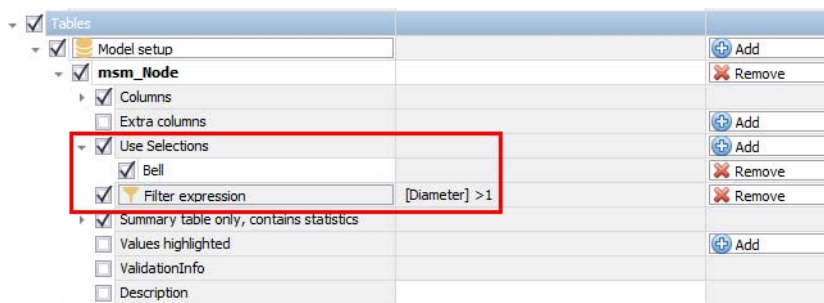 Tables
Model setup Add
msm_Node Remove
Columns
Extra columns Add
Use Selections Add
Bell Remove
Filter expression [Diameter] >1 Remove
Summary table only, contains statistics
Values highlighted Add
ValidationInfo
Description